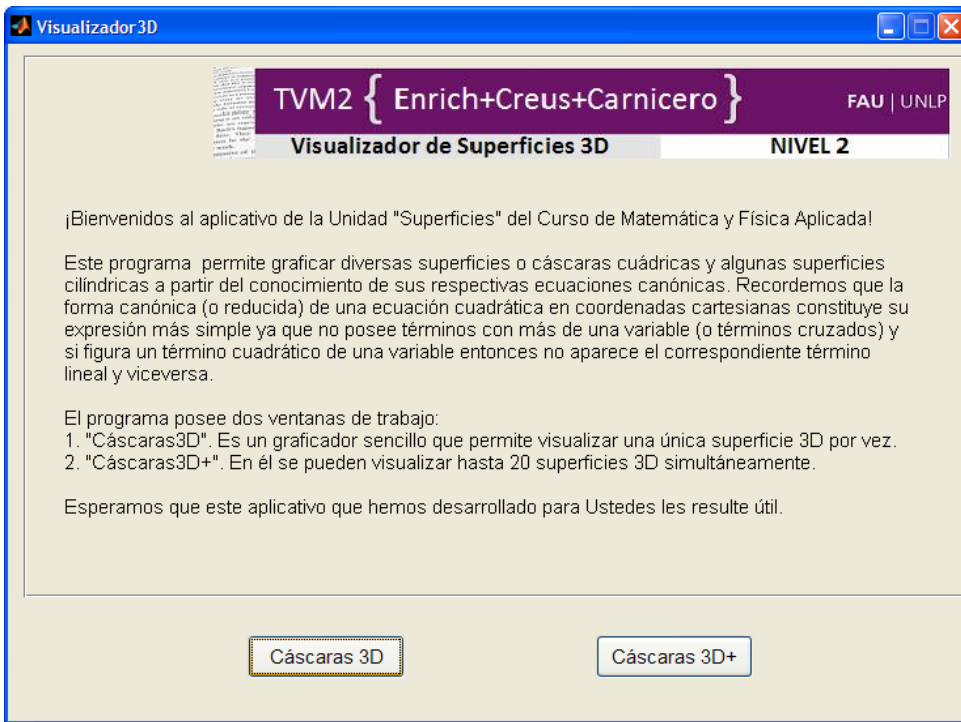 Visualizador3D
TVM2 { Enrich+Creus+Carnicero }
FAU | UNLP
Visualizador de Superficies 3D
NIVEL 2
¡Bienvenidos al aplicativo de la Unidad "Superficies" del Curso de Matemática y Física Aplicada!
Este programa permite graficar diversas superficies o cáscaras cuádricas y algunas superficies
cilíndricas a partir del conocimiento de sus respectivas ecuaciones canónicas. Recordemos que la
forma canónica (o reducida) de una ecuación cuadrática en coordenadas cartesianas constituye su
expresión más simple ya que no posee términos con más de una variable (o términos cruzados) y
si figura un término cuadrático de una variable entonces no aparece el correspondiente término
lineal y viceversa.
El programa posee dos ventanas de trabajo:
1. "Cáscaras3D". Es un graficador sencillo que permite visualizar una única superficie 3D por vez.
2. "Cáscaras3D+". En él se pueden visualizar hasta 20 superficies 3D simultáneamente.
Esperamos que este aplicativo que hemos desarrollado para Ustedes les resulte útil.
Cáscaras 3D
Cáscaras 3D+